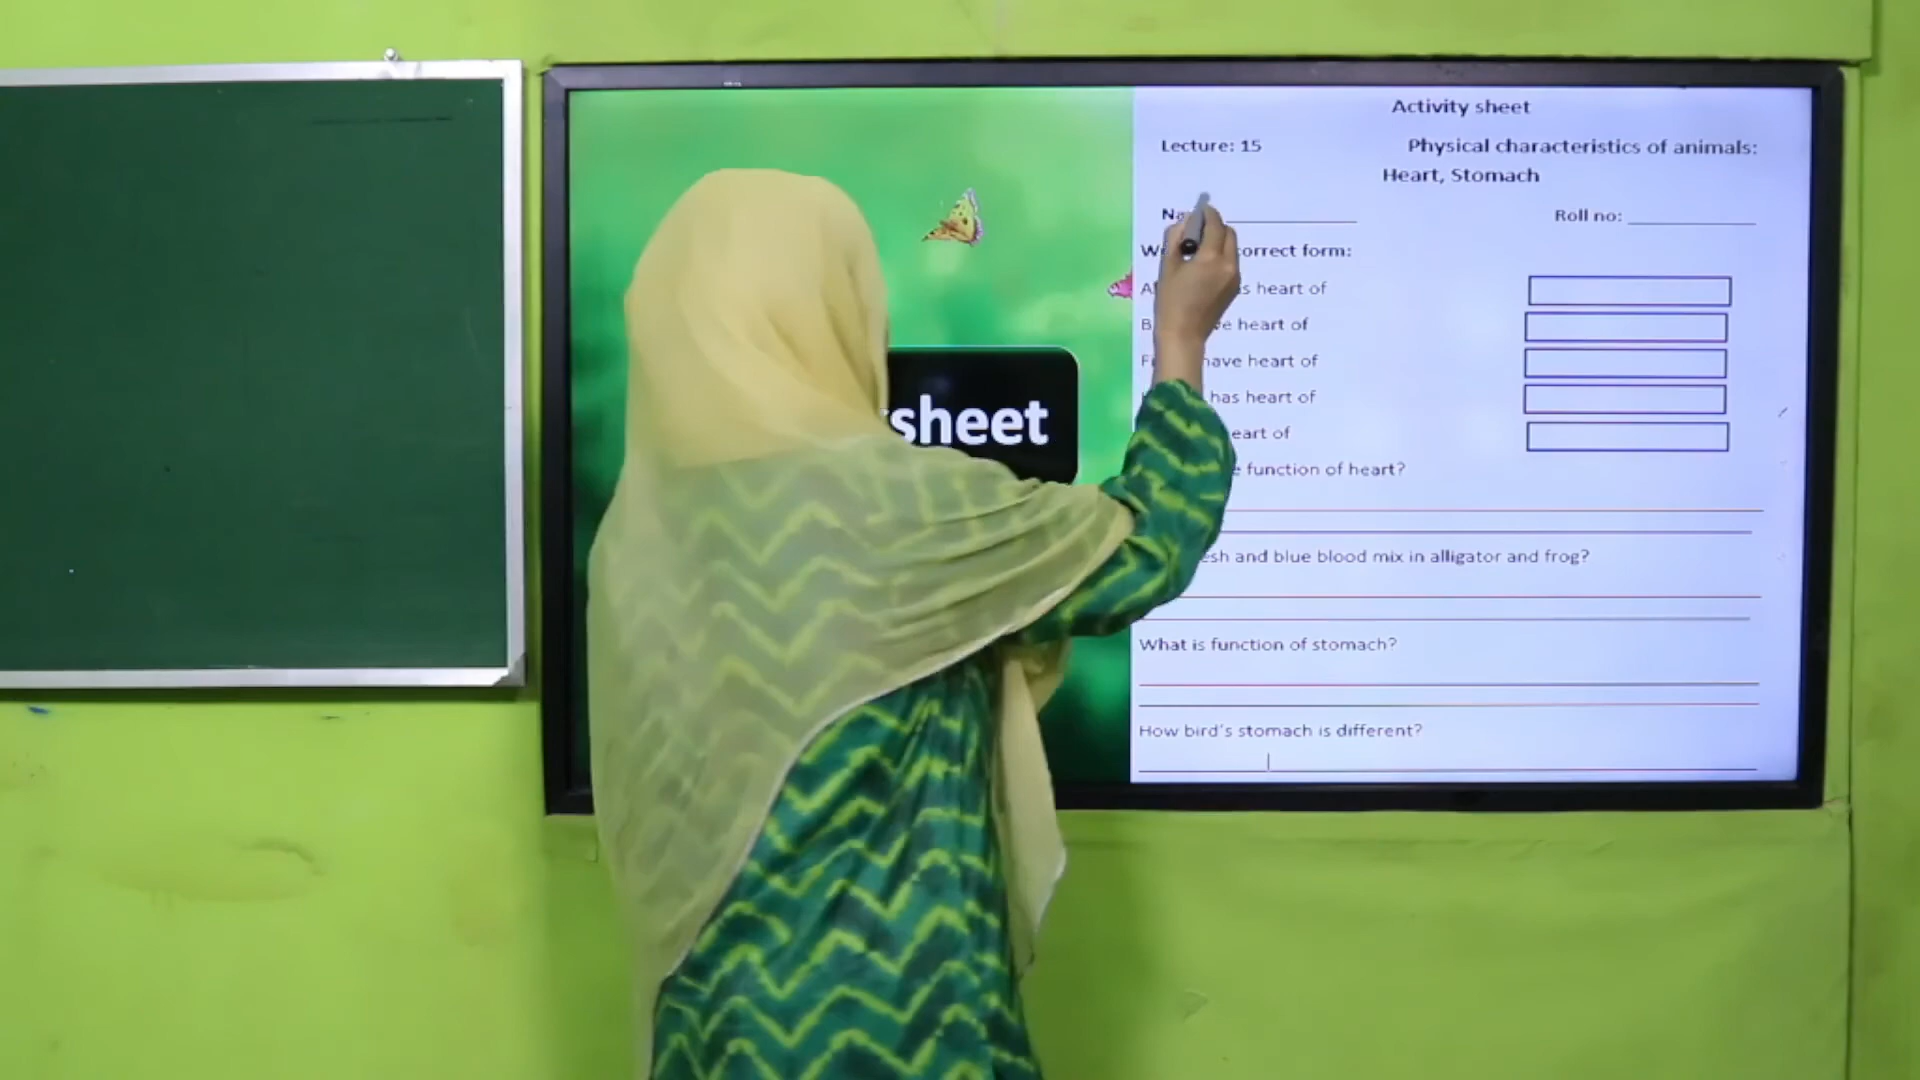 Activity sheet
Lecture: 15
Physical characteristics of animals:
Heart, Stomach
Roll no:
correct form:
heart of
heart of
have heart of
has heart of
of
function of heart?
and blue blood mix in alligator and frog?
What is function of stomach?
How bird's stomach is different?
sheet